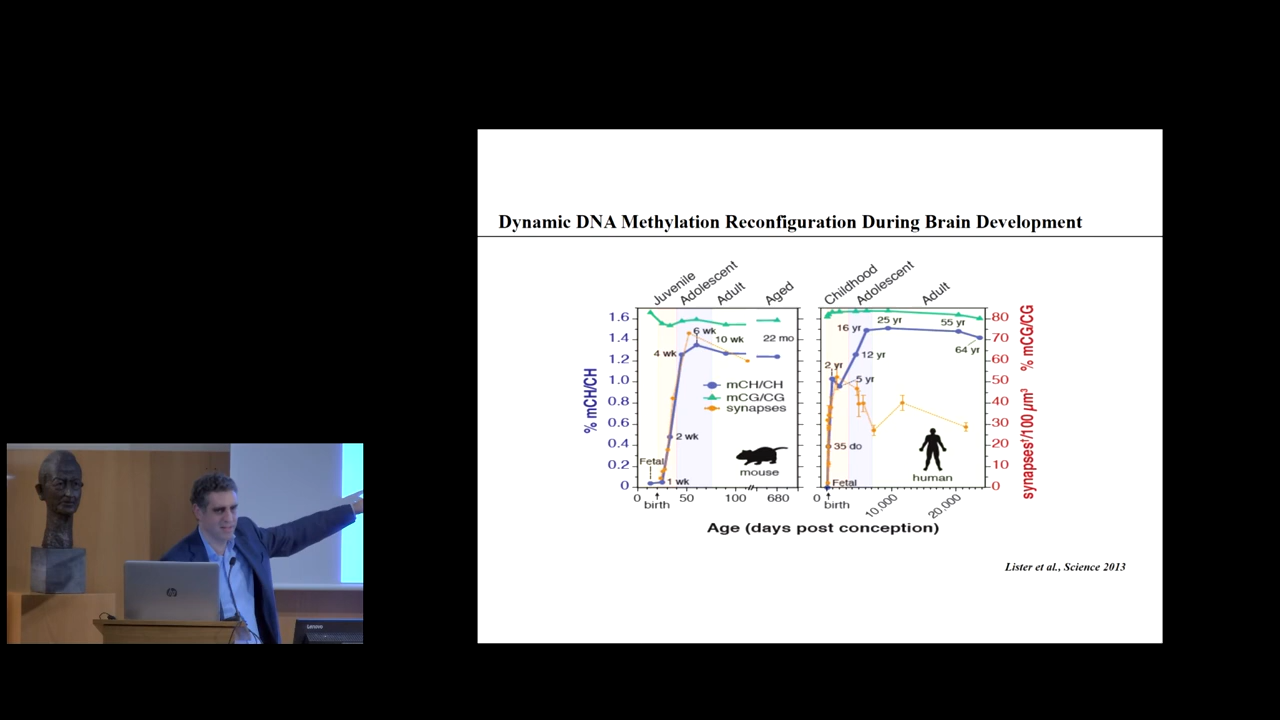 Dynamic DNA Methylation Reconfiguration During Brain Development
Juvenile
Adolescent
Adult
Aged
Childhood
Adolescent
Adult
% mCH/CH
1.6
1.4
1.2
1.0
0.8
0.6
0.4
0.2
0
Fetal
1 wk
2 wk
4 wk
6 wk
10 wk
22 mo
mCH/CH
mCG/CG
synapses
mouse
0
50
100
680
birth
Fetal
35 do
2 yr
5 yr
12 yr
16 yr
25 yr
55 yr
64 yr
human
0
10,000
20,000
birth
80
70
60
50
40
30
20
10
0
% mCG/CG
synapses†/100 µm³
Age (days post conception)
Lister et al., Science 2013
hp
Lenovo